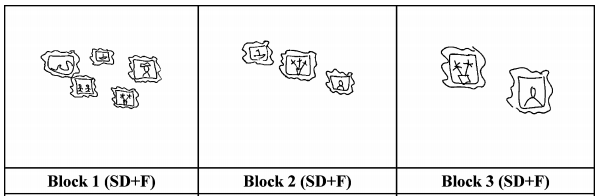 Block 1 (SD+F)
Block 2 (SD+F)
Block 3 (SD+F)